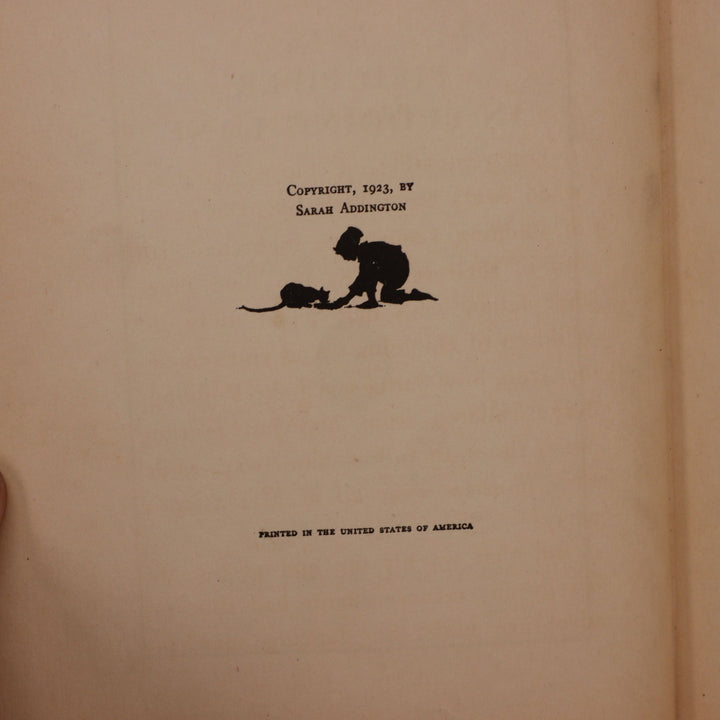 Copyright, 1923, by
Sarah Addington
PRINTED IN THE UNITED STATES OF AMERICA